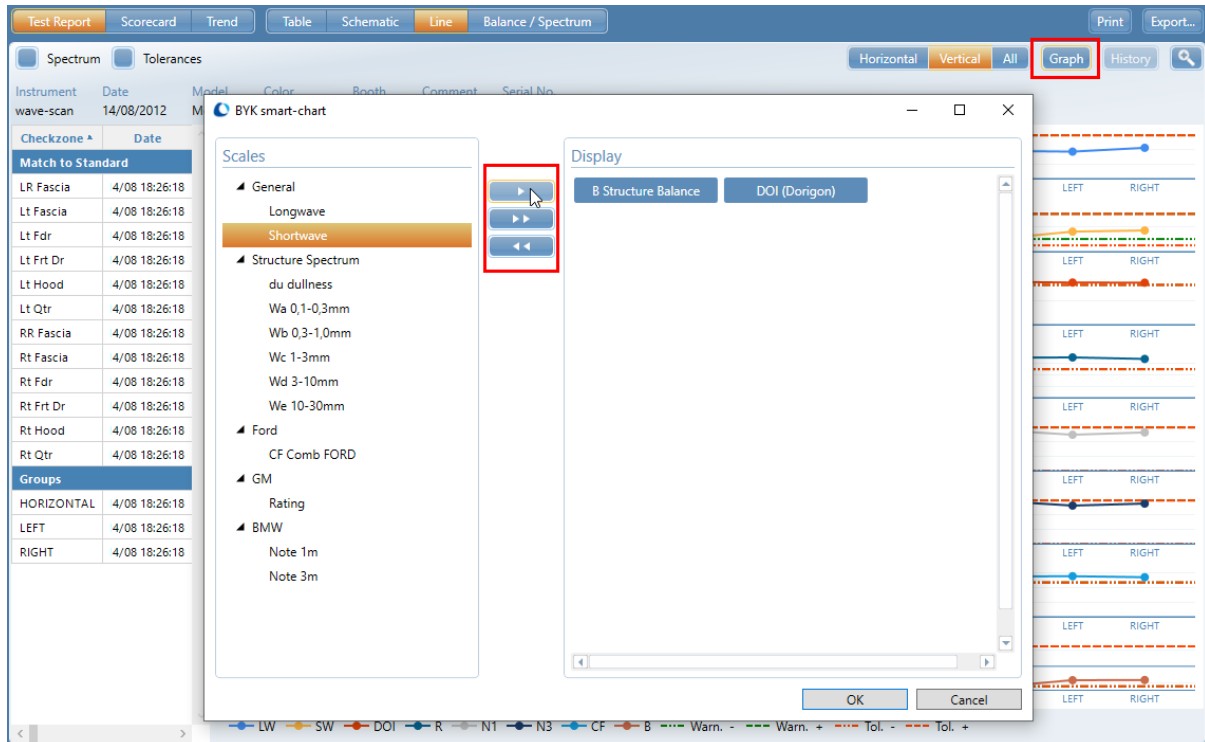 Test Report Scorecard Trend Table Schematic Line Balance / Spectrum Print Export...
Spectrum Tolerances Horizontal Vertical All Graph History
Instrument Date Model Color Booth Comment Serial No.
wave-scan 14/08/2012
BYK smart-chart
Checkzone Date
Match to Standard
LR Fascia 4/08 18:26:18
Lt Fascia 4/08 18:26:18
Lt Fdr 4/08 18:26:18
Lt Frt Dr 4/08 18:26:18
Lt Hood 4/08 18:26:18
Lt Qtr 4/08 18:26:18
RR Fascia 4/08 18:26:18
Rt Fascia 4/08 18:26:18
Rt Fdr 4/08 18:26:18
Rt Frt Dr 4/08 18:26:18
Rt Hood 4/08 18:26:18
Rt Qtr 4/08 18:26:18
Groups
HORIZONTAL 4/08 18:26:18
LEFT 4/08 18:26:18
RIGHT 4/08 18:26:18
Scales
General
Longwave
Shortwave
Structure Spectrum
du dullness
Wa 0,1-0,3mm
Wb 0,3-1,0mm
Wc 1-3mm
Wd 3-10mm
We 10-30mm
Ford
CF Comb FORD
GM
Rating
BMW
Note 1m
Note 3m
Display
B Structure Balance DOI (Dorigon)
OK Cancel
LEFT RIGHT
LEFT RIGHT
LEFT RIGHT
LEFT RIGHT
LEFT RIGHT
LEFT RIGHT
LEFT RIGHT
LEFT RIGHT
LW SW DOI R N1 N3 CF B Warn. - Warn. + Tol. - Tol. +